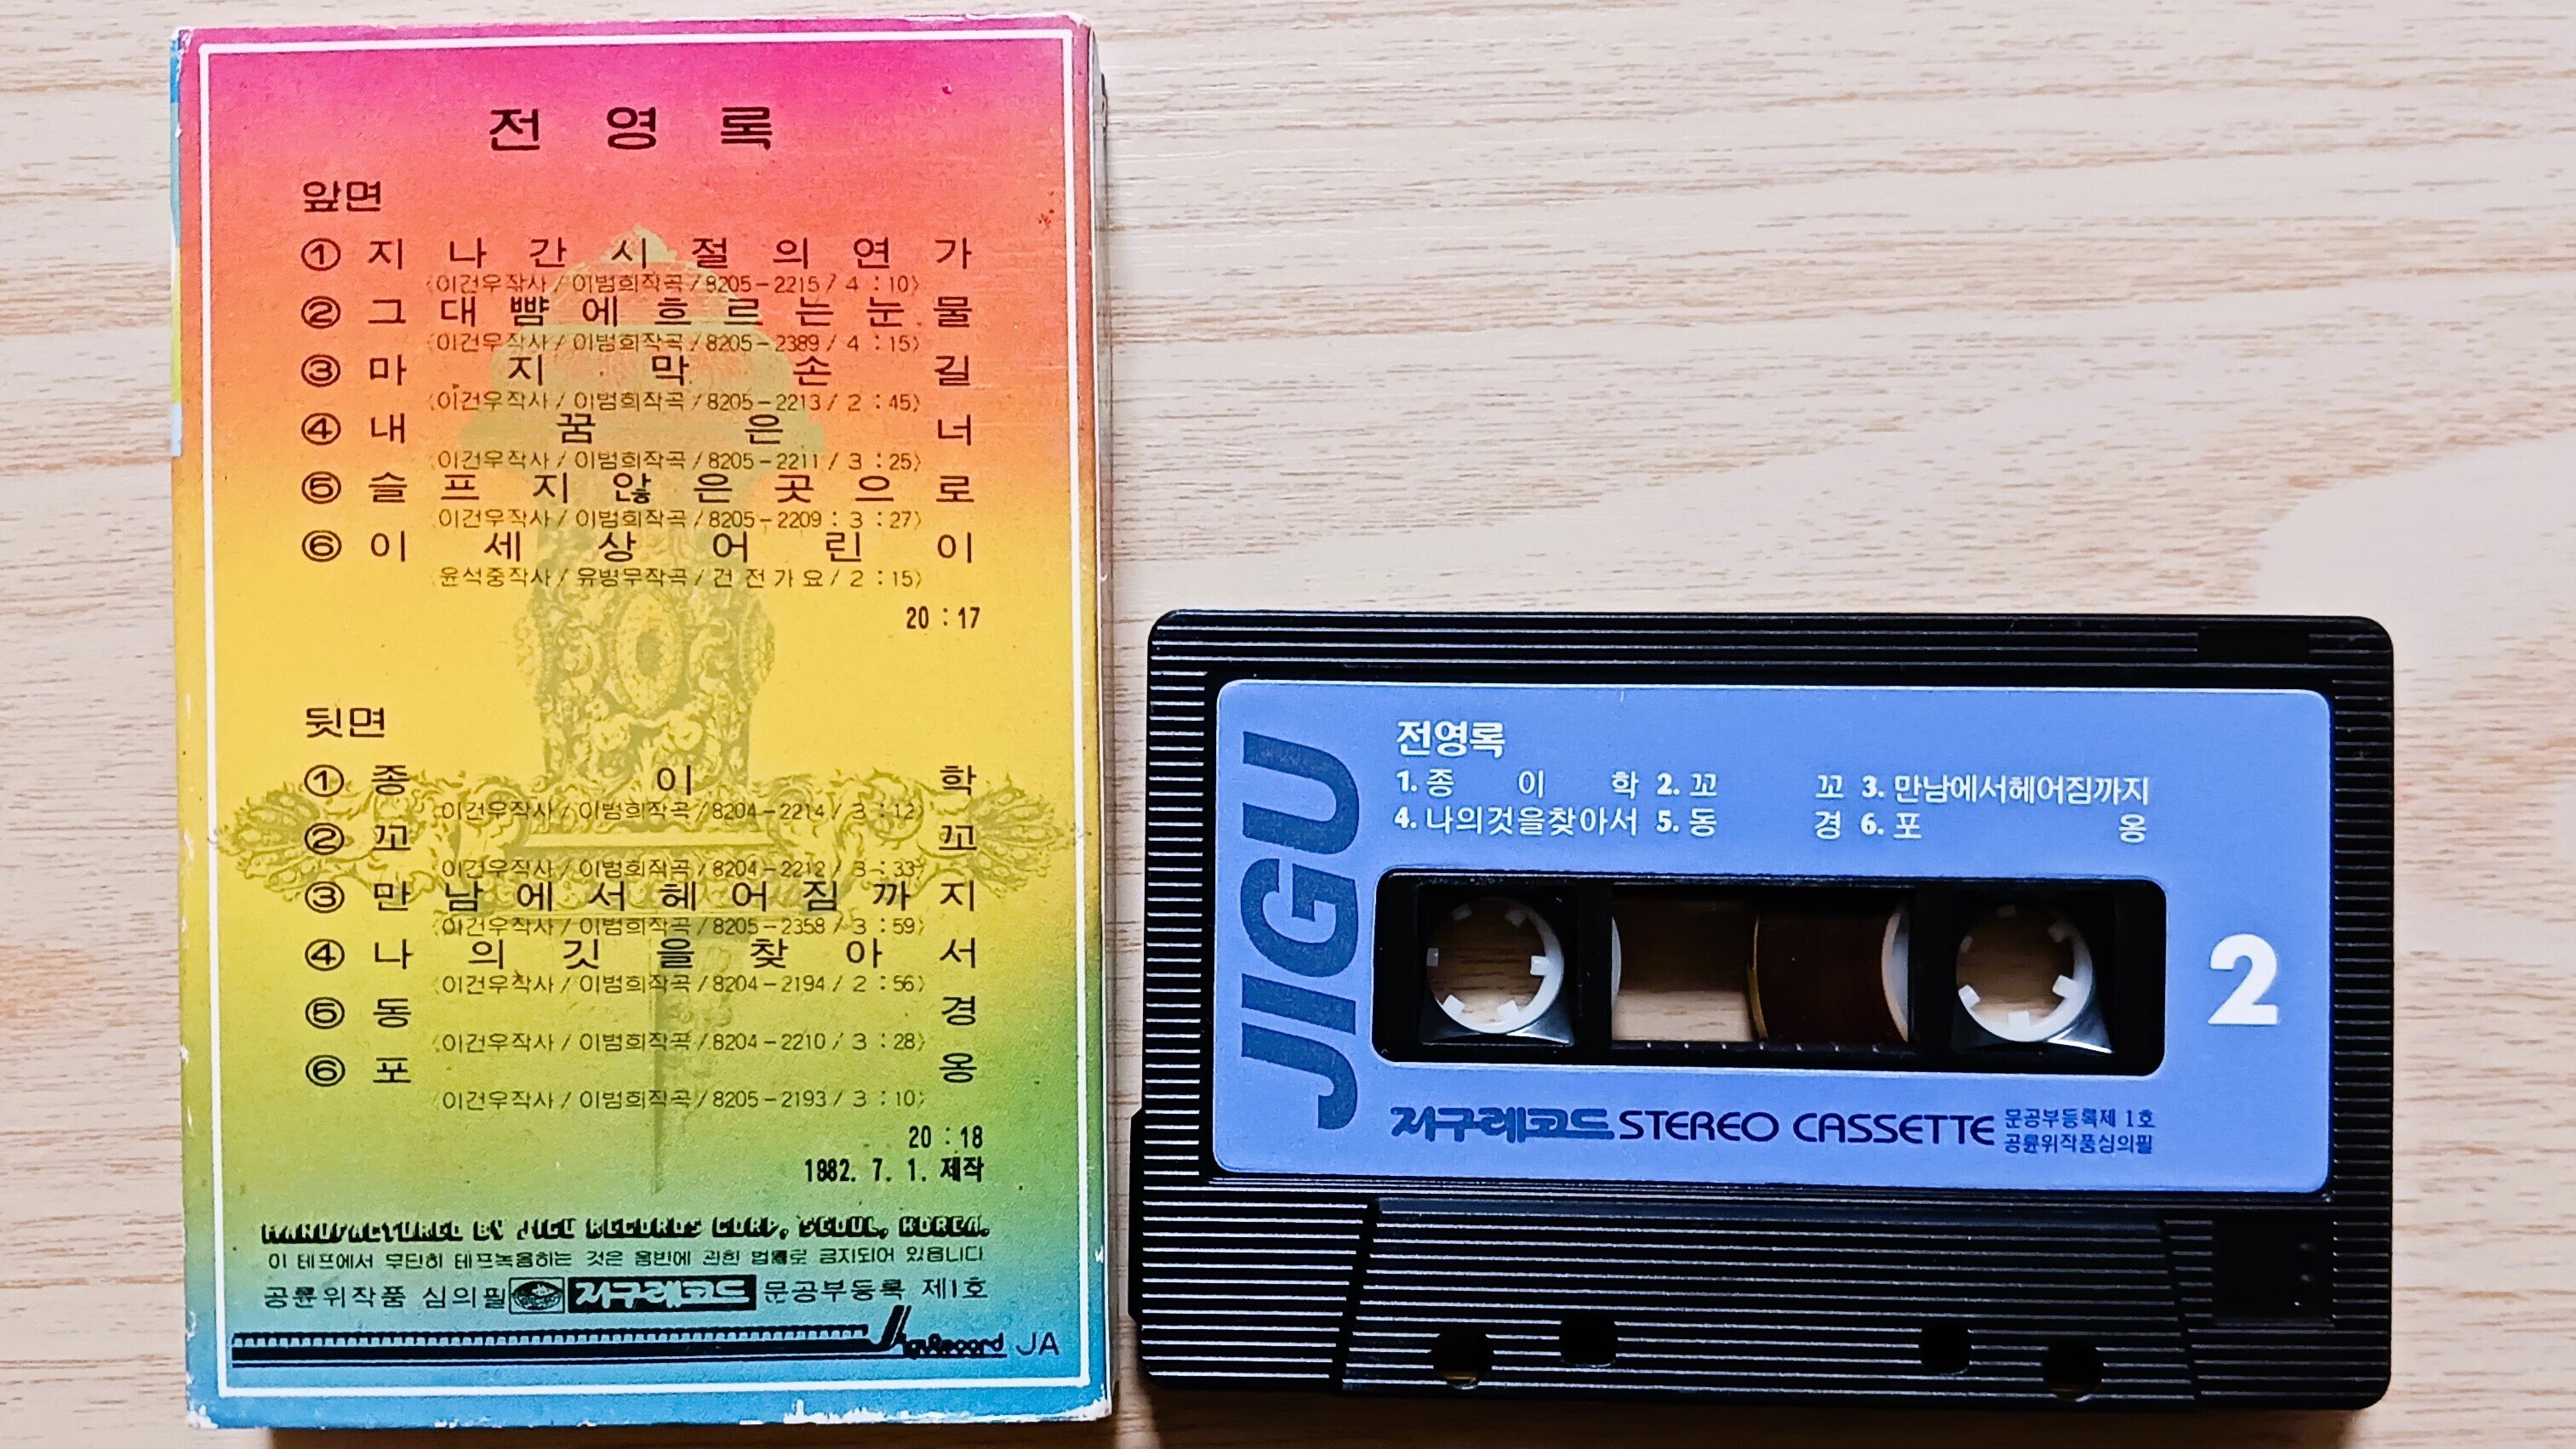 전 영 록
앞면
① 지 나 간 시 절 의 연 가
〈이건우작사 / 이범희작곡 / 8205－2215 / 4 : 10〉
② 그 대 뺨 에 흐 르 는 눈 물
〈이건우작사 / 이범희작곡 / 8205－2389 / 4 : 15〉
③ 마 지 막 손 길
〈이건우작사 / 이범희작곡 / 8205－2213 / 2 : 45〉
④ 내 꿈 은 너
〈이건우작사 / 이범희작곡 / 8205－2211 / 3 : 25〉
⑤ 슬 프 지 않 은 곳 으 로
〈이건우작사 / 이범희작곡 / 8205－2209 : 3 : 27〉
⑥ 이 세 상 어 린 이
〈윤석중작사 / 유병무작곡 / 건 전 가 요 / 2 : 15〉
20 : 17
뒷면
① 종 이 학
〈이건우작사 / 이범희작곡 / 8204－2214 / 3 : 12〉
② 꼬 꼬
〈이건우작사 / 이범희작곡 / 8204－2212 / 3 : 33〉
③ 만 남 에 서 헤 어 짐 까 지
〈이건우작사 / 이범희작곡 / 8205－2358 / 3 : 59〉
④ 나 의 깃 을 찾 아 서
〈이건우작사 / 이범희작곡 / 8204－2194 / 2 : 56〉
⑤ 동 경
〈이건우작사 / 이범희작곡 / 8204－2210 / 3 : 28〉
⑥ 포 옹
〈이건우작사 / 이범희작곡 / 8205－2193 / 3 : 10〉
20 : 18
1982. 7. 1. 제작
MANUFACTURED BY JIGU RECORDS CORP, SEOUL, KOREA.
이 테프에서 무단히 테프녹음하는 것은 음반에 관한 법률로 금지되어 있읍니다
공륜위작품 심의필 지구레코드 문공부등록 제1호
Jigu Record JA
JIGU
전영록
1. 종 이 학 2. 꼬 꼬 3. 만남에서헤어짐까지
4. 나의것을찾아서 5. 동 경 6. 포 옹
2
지구레코드 STEREO CASSETTE 문공부등록제 1호
공륜위작품심의필